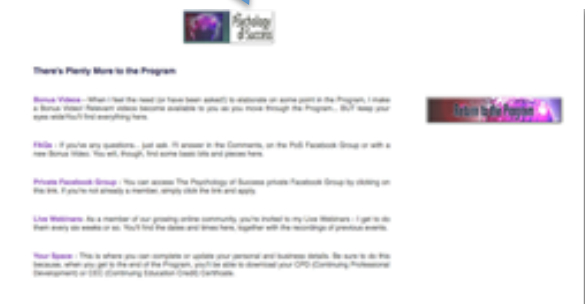 Psychology
of Success
There's Plenty More to the Program
Bonus Videos - When I feel the need (or have been asked!) to elaborate on some point in the Program, I make
a Bonus Video! Relevant videos become available to you as you move through the Program... BUT keep your
eyes wide!You'll find everything here.
Return to the Program
FAQs : If you've any questions... just ask. I'll answer in the Comments, on the PoS Facebook Group or with a
new Bonus Video. You will, though, find some basic bits and pieces here.
Private Facebook Group : You can access The Psychology of Success private Facebook Group by clicking on
this link. If you're not already a member, simply click the link and apply.
Live Webinars: As a member of our growing online community, you're invited to my Live Webinars - I get to do
them every six weeks or so. You'll find the dates and times here, together with the recordings of previous events.
Your Space : This is where you can complete or update your personal and business details. Be sure to do this
because, when you get to the end of the Program, you'll be able to download your CPD (Continuing Professional
Development) or CEC (Continuing Education Credit) Certificate.